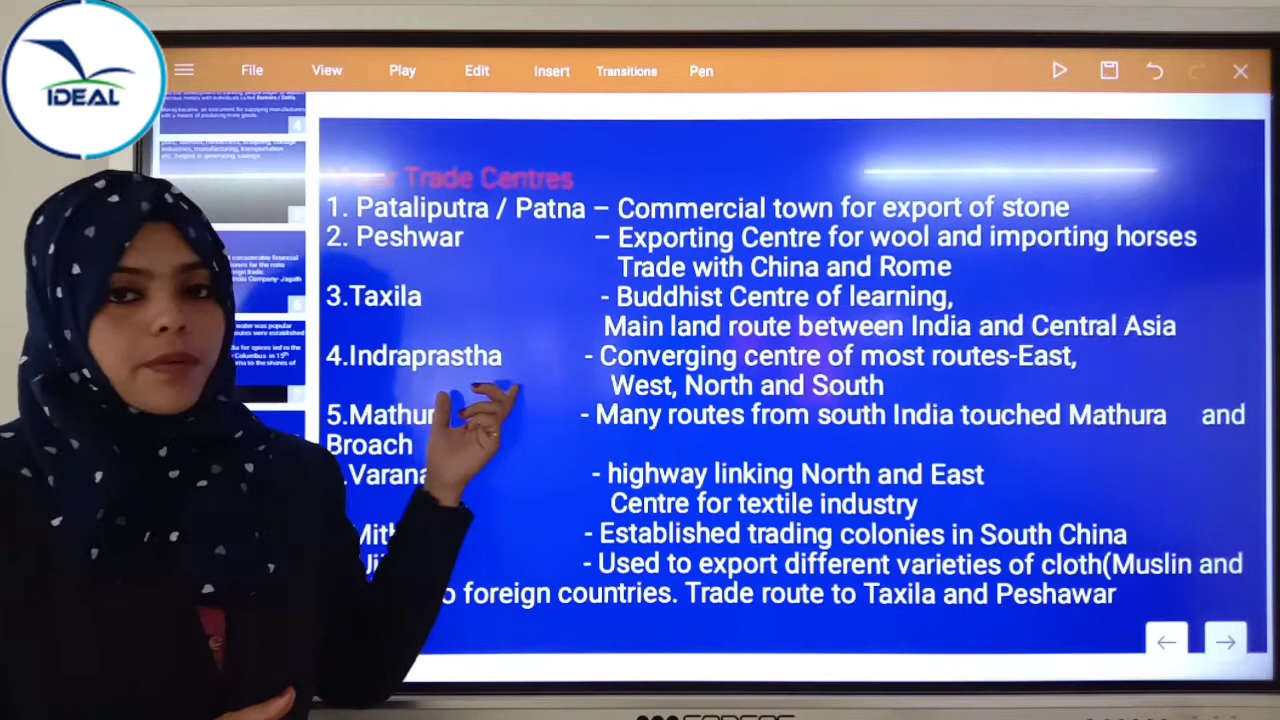 IDEAL
File View Play Edit Insert Transitions Pen
Trade Centres
1. Pataliputra / Patna – Commercial town for export of stone
2. Peshwar – Exporting Centre for wool and importing horses
Trade with China and Rome
3.Taxila - Buddhist Centre of learning,
Main land route between India and Central Asia
4.Indraprastha - Converging centre of most routes-East,
West, North and South
5.Mathur - Many routes from south India touched Mathura and
Broach
.Varana - highway linking North and East
Centre for textile industry
Mith - Established trading colonies in South China
- Used to export different varieties of cloth(Muslin and
o foreign countries. Trade route to Taxila and Peshawar